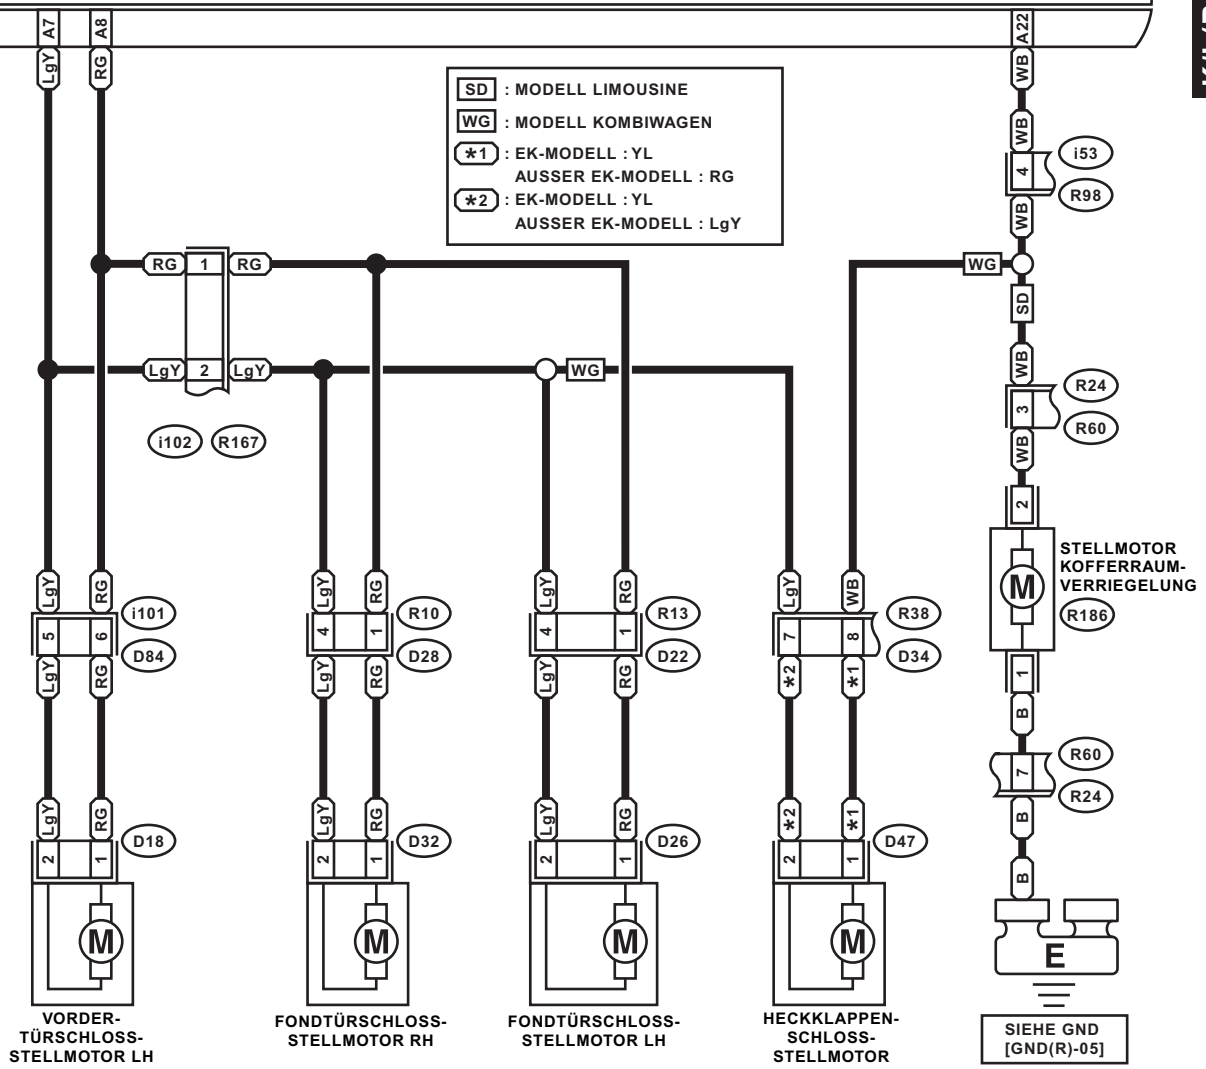 A7 A8 A22
LgY RG WB
SD : MODELL LIMOUSINE
WG : MODELL KOMBIWAGEN
*1 : EK-MODELL : YL
AUSSER EK-MODELL : RG
*2 : EK-MODELL : YL
AUSSER EK-MODELL : LgY
WB
4 i53
R98
WB
RG 1 RG WG
SD
LgY 2 LgY WG WB
R24
3
R60
i102 R167 WB
2
STELLMOTOR
KOFFERRAUM-
VERRIEGELUNG
M
R186
LgY RG LgY RG LgY RG LgY WB
i101 R10 R13 R38
5 6 4 1 4 1 7 8
D84 D28 D22 D34
LgY RG LgY RG LgY RG *2 *1
1
B
R60
7
R24
B
LgY RG LgY RG LgY RG *2 *1
D18 D32 D26 D47
2 1 2 1 2 1 2 1
B
M M M M
E
VORDER-
TÜRSCHLOSS-
STELLMOTOR LH
FONDTÜRSCHLOSS-
STELLMOTOR RH
FONDTÜRSCHLOSS-
STELLMOTOR LH
HECKKLAPPEN-
SCHLOSS-
STELLMOTOR
SIEHE GND
[GND(R)-05]